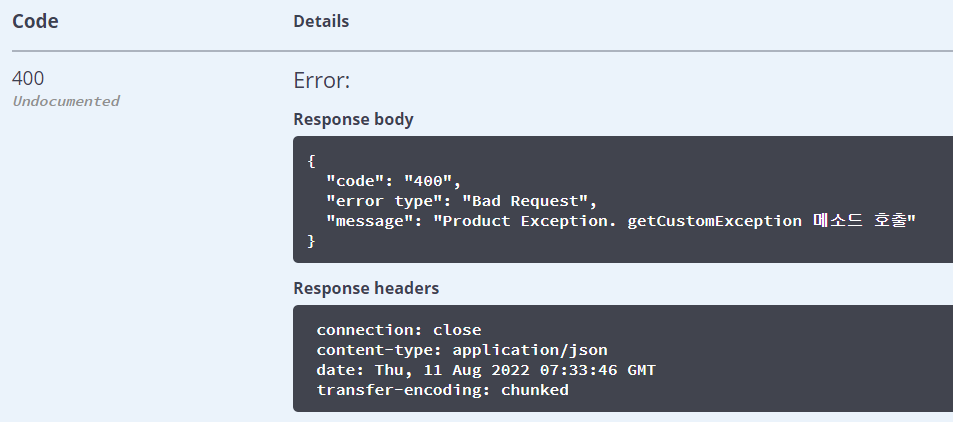 Code Details
400 Error:
Undocumented
Response body
{
"code": "400",
"error type": "Bad Request",
"message": "Product Exception. getCustomException 메소드 호출"
}
Response headers
connection: close
content-type: application/json
date: Thu, 11 Aug 2022 07:33:46 GMT
transfer-encoding: chunked